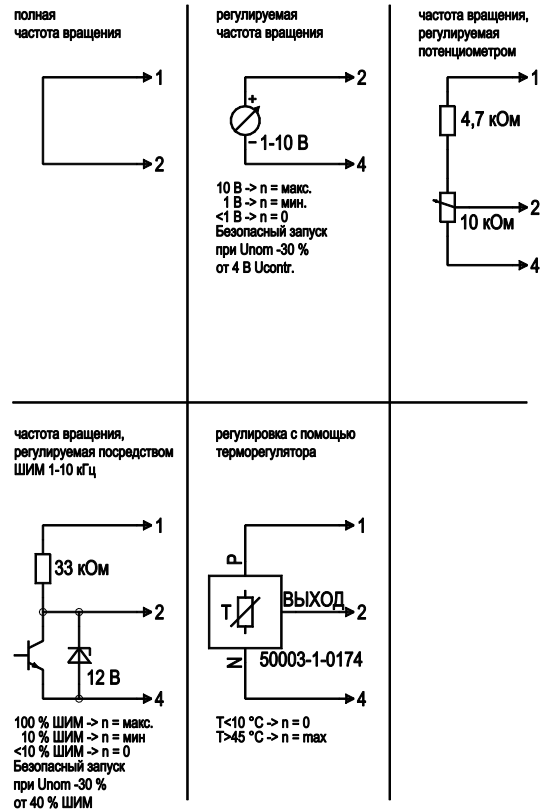 полная
частота вращения
1
2
регулируемая
частота вращения
2
+
1-10 В
–
4
10 В -> n = макс.
1 В -> n = мин.
<1 В -> n = 0
Безопасный запуск
при Unom -30 %
от 4 В Ucontr.
частота вращения,
регулируемая
потенциометром
1
4,7 кОм
2
10 кОм
4
частота вращения,
регулируемая посредством
ШИМ 1-10 кГц
1
33 кОм
2
12 В
4
100 % ШИМ -> n = макс.
10 % ШИМ -> n = мин
<10 % ШИМ -> n = 0
Безопасный запуск
при Unom -30 %
от 40 % ШИМ
регулировка с помощью
терморегулятора
1
P
ВЫХОД
T
2
N
50003-1-0174
4
T<10 °C -> n = 0
T>45 °C -> n = max